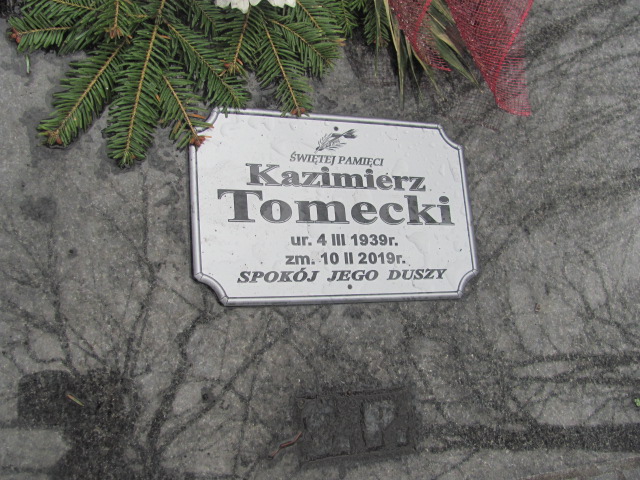 ŚWIĘTEJ PAMIĘCI
Kazimierz
Tomecki
ur. 4 III 1939r.
zm. 10 II 2019r.
SPOKÓJ JEGO DUSZY